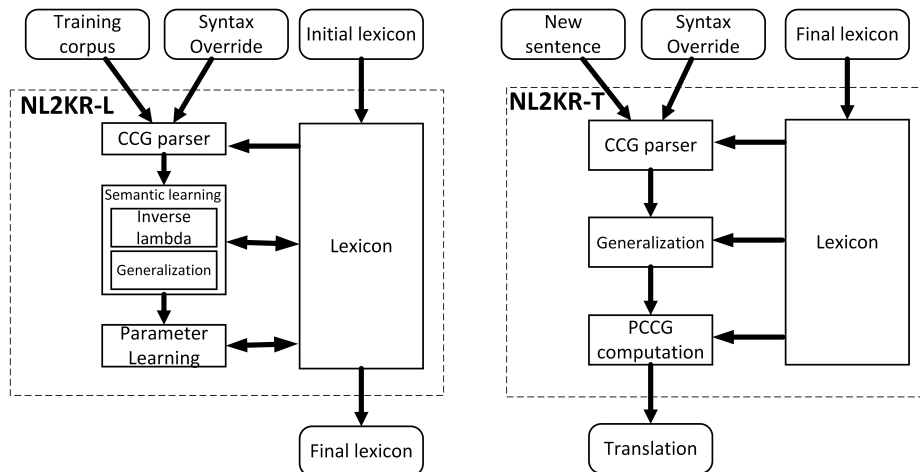 Training
corpus
Syntax
Override
Initial lexicon
NL2KR-L
CCG parser
Semantic learning
Inverse
lambda
Generalization
Parameter
Learning
Lexicon
Final lexicon
New
sentence
Syntax
Override
Final lexicon
NL2KR-T
CCG parser
Generalization
PCCG
computation
Lexicon
Translation